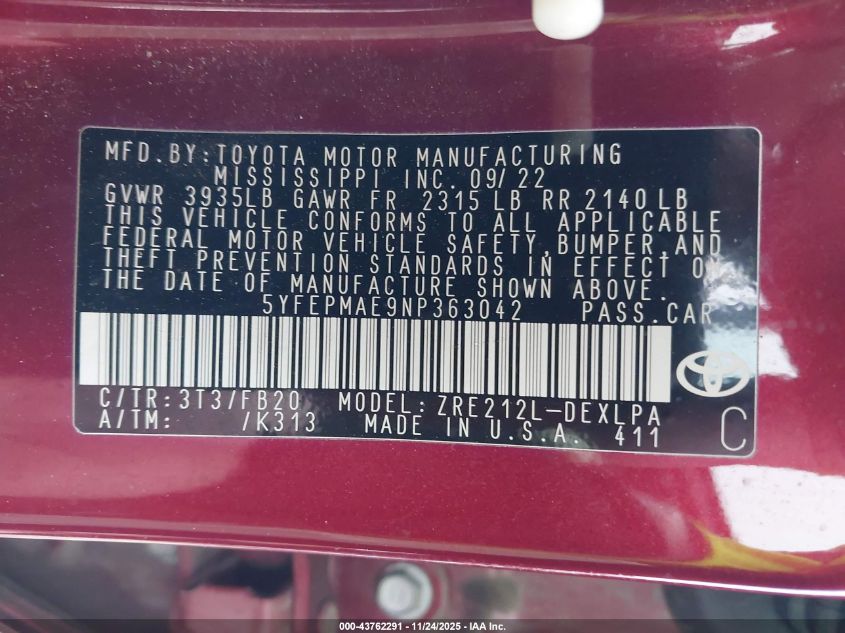 MFD.BY:TOYOTA MOTOR MANUFACTURING
MISSISSIPPI INC. 09/22
GVWR 3935LB GAWR FR 2315 LB RR 2140 LB
THIS VEHICLE CONFORMS TO ALL APPLICABLE
FEDERAL MOTOR VEHICLE SAFETY,BUMPER,AND
THEFT PREVENTION STANDARDS IN EFFECT ON
THE DATE OF MANUFACTURE SHOWN ABOVE.
5YFEPMAE9NP363042 PASS.CAR
C/TR:3T3/FB20 MODEL:ZRE212L-DEXLPA
A/TM: /K313 MADE IN U.S.A. 411 C
000-43762291 - 11/24/2025 - IAA Inc.